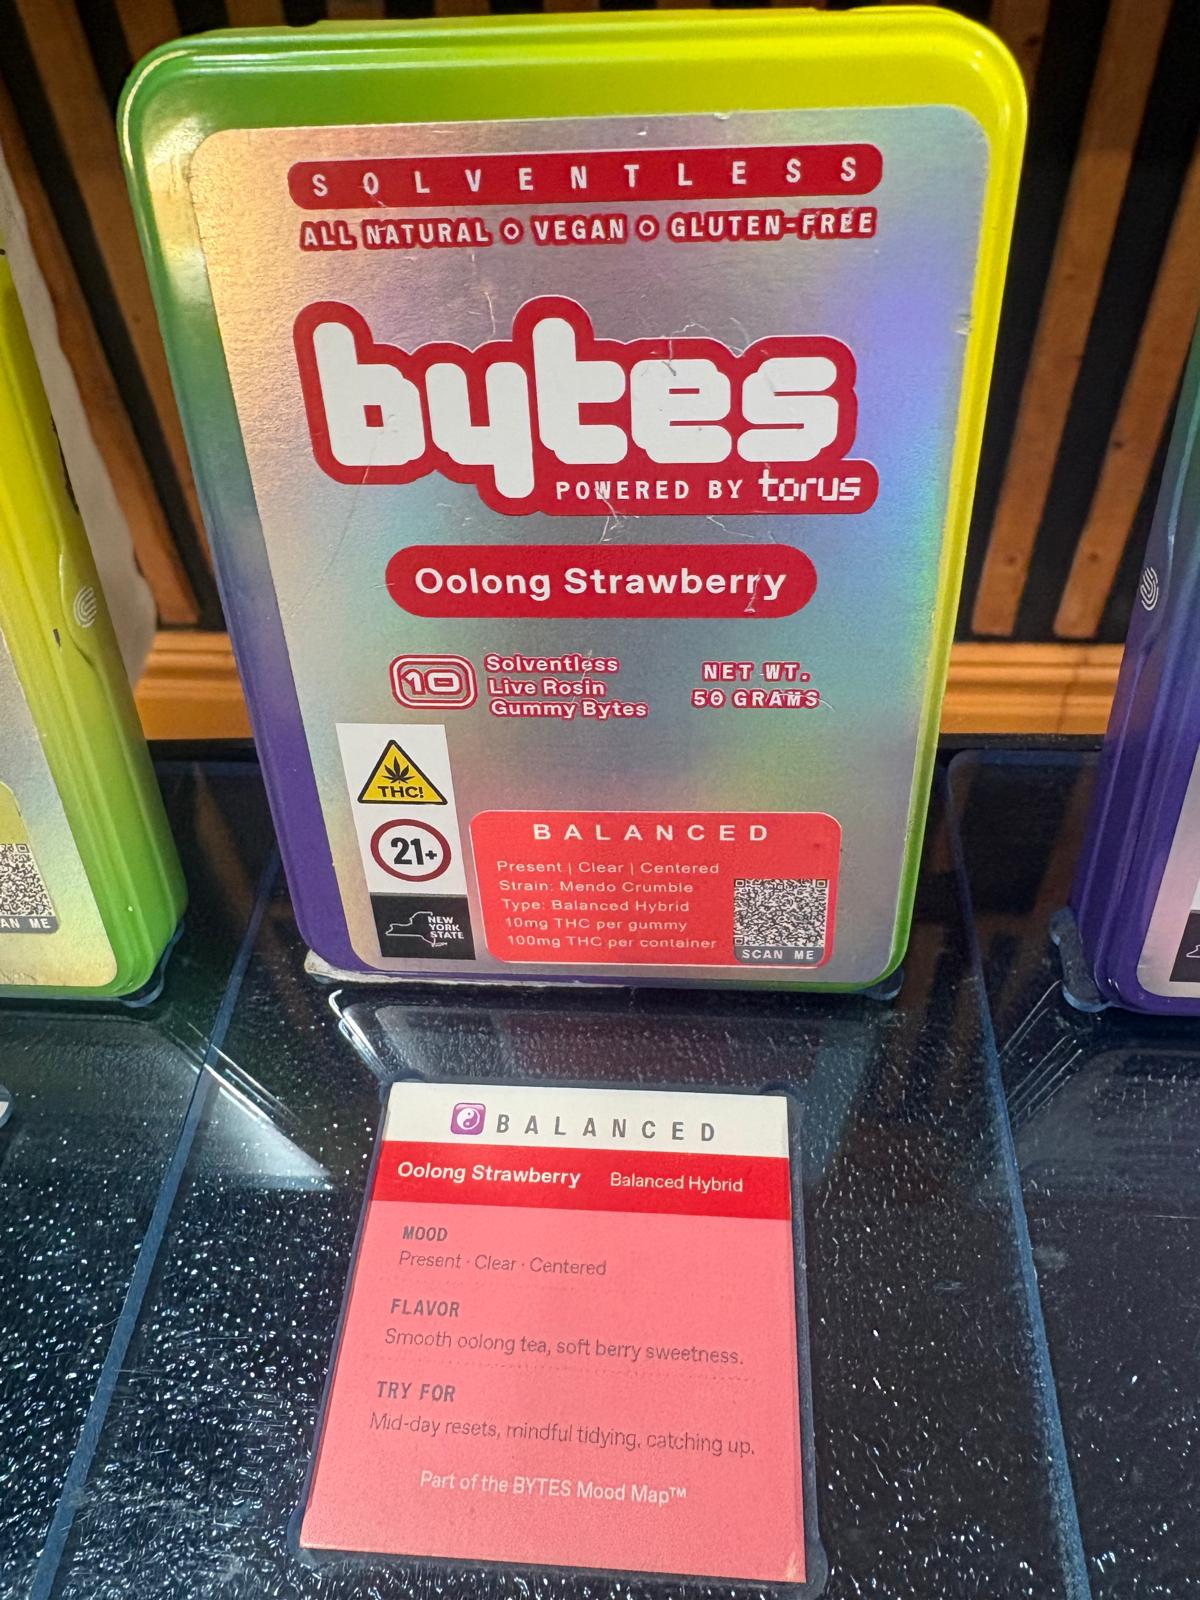 SOLVENTLESS
ALL NATURAL O VEGAN O GLUTEN-FREE
bytes
POWERED BY torus
Oolong Strawberry
10
Solventless
Live Rosin
Gummy Bytes
NET WT.
50 GRAMS
THC!
21+
NEW
YORK
STATE
BALANCED
Present | Clear | Centered
Strain: Mendo Crumble
Type: Balanced Hybrid
10mg THC per gummy
100mg THC per container
SCAN ME
AN ME
BALANCED
Oolong Strawberry Balanced Hybrid
MOOD
Present · Clear · Centered
FLAVOR
Smooth oolong tea, soft berry sweetness.
TRY FOR
Mid-day resets, mindful tidying, catching up.
Part of the BYTES Mood Map™